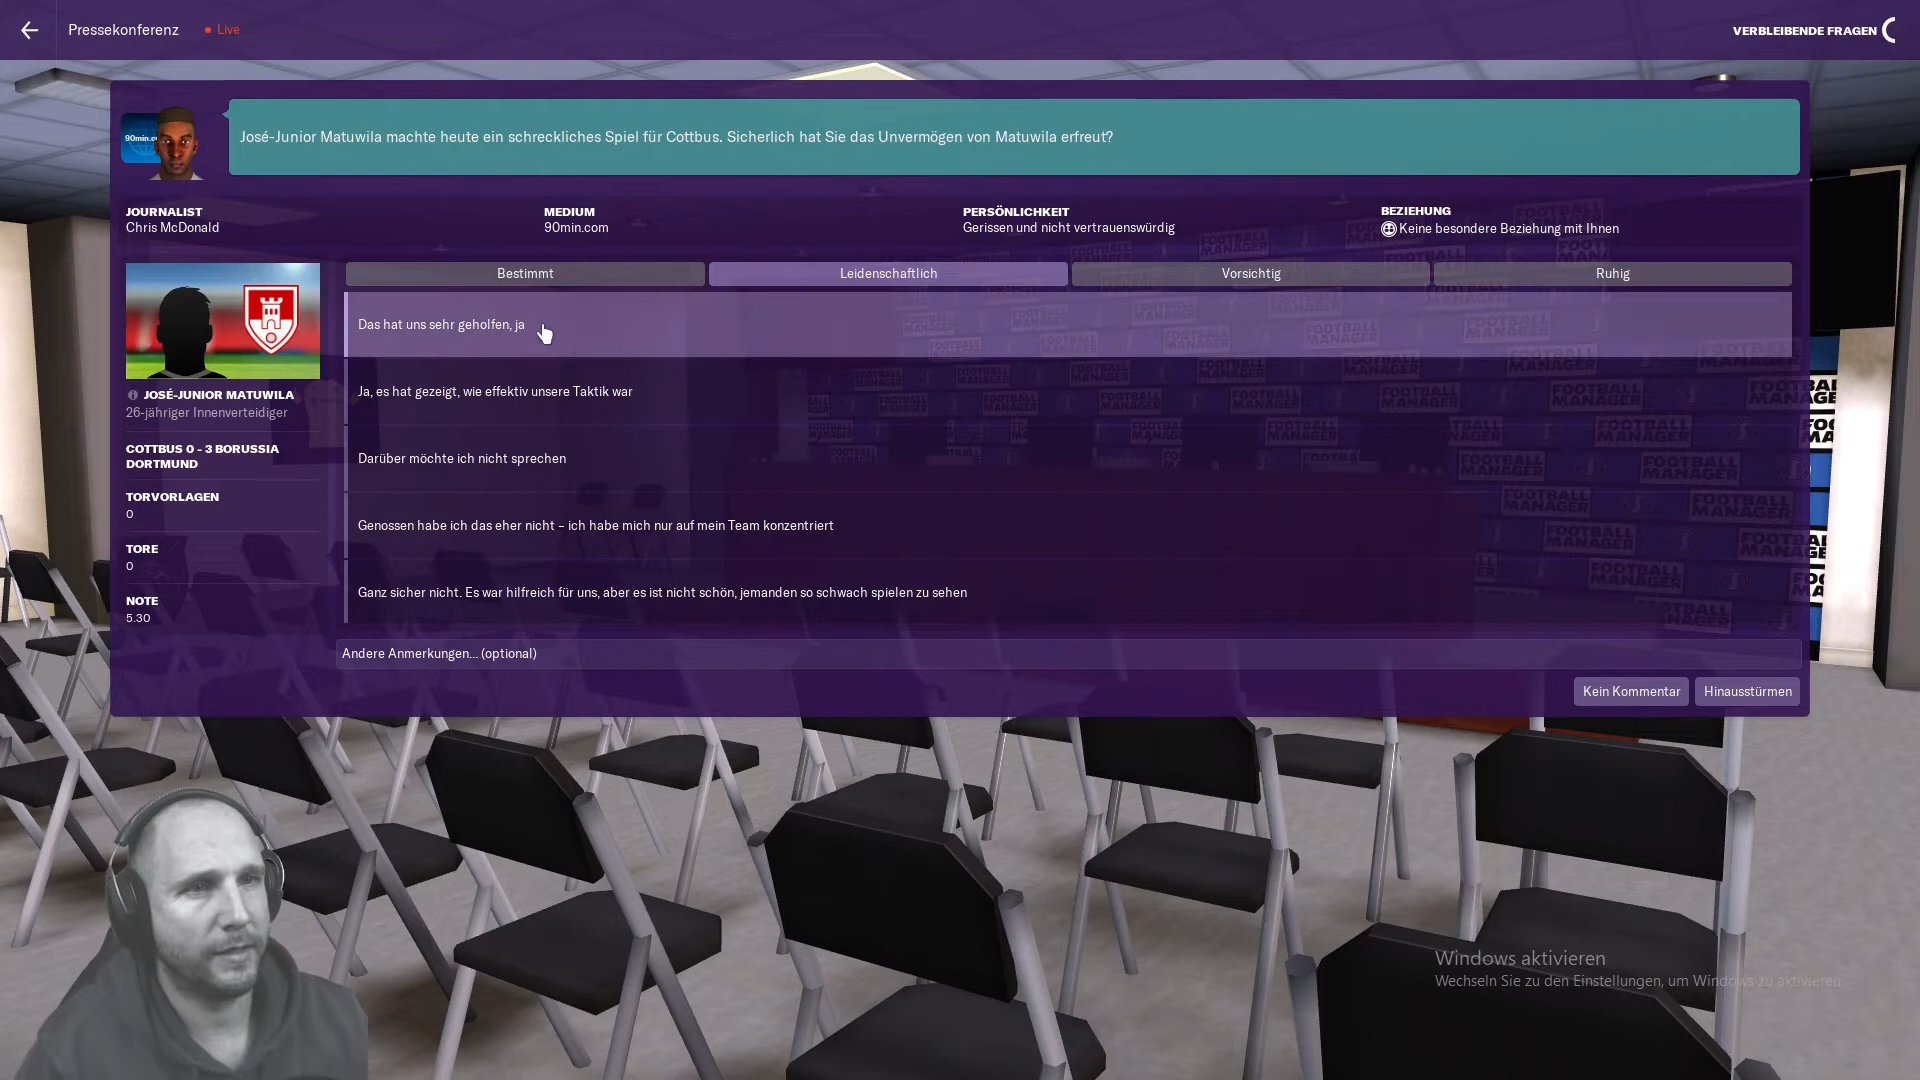 Pressekonferenz
Live
VERBLEIBENDE FRAGEN
José-Junior Matuwila machte heute ein schreckliches Spiel für Cottbus. Sicherlich hat Sie das Unvermögen von Matuwila erfreut?
JOURNALIST
Chris McDonald
MEDIUM
90min.com
PERSÖNLICHKEIT
Gerissen und nicht vertrauenswürdig
BEZIEHUNG
Keine besondere Beziehung mit Ihnen
Bestimmt
Leidenschaftlich
Vorsichtig
Ruhig
Das hat uns sehr geholfen, ja
Ja, es hat gezeigt, wie effektiv unsere Taktik war
Darüber möchte ich nicht sprechen
Genossen habe ich das eher nicht – ich habe mich nur auf mein Team konzentriert
Ganz sicher nicht. Es war hilfreich für uns, aber es ist nicht schön, jemanden so schwach spielen zu sehen
JOSÉ-JUNIOR MATUWILA
26-jähriger Innenverteidiger
COTTBUS 0 - 3 BORUSSIA
DORTMUND
TORVORLAGEN
0
TORE
0
NOTE
5.30
Andere Anmerkungen... (optional)
Kein Kommentar
Hinausstürmen
FOOTBALL
MANAGER
Windows aktivieren
Wechseln Sie zu den Einstellungen, um Windows zu aktivieren.